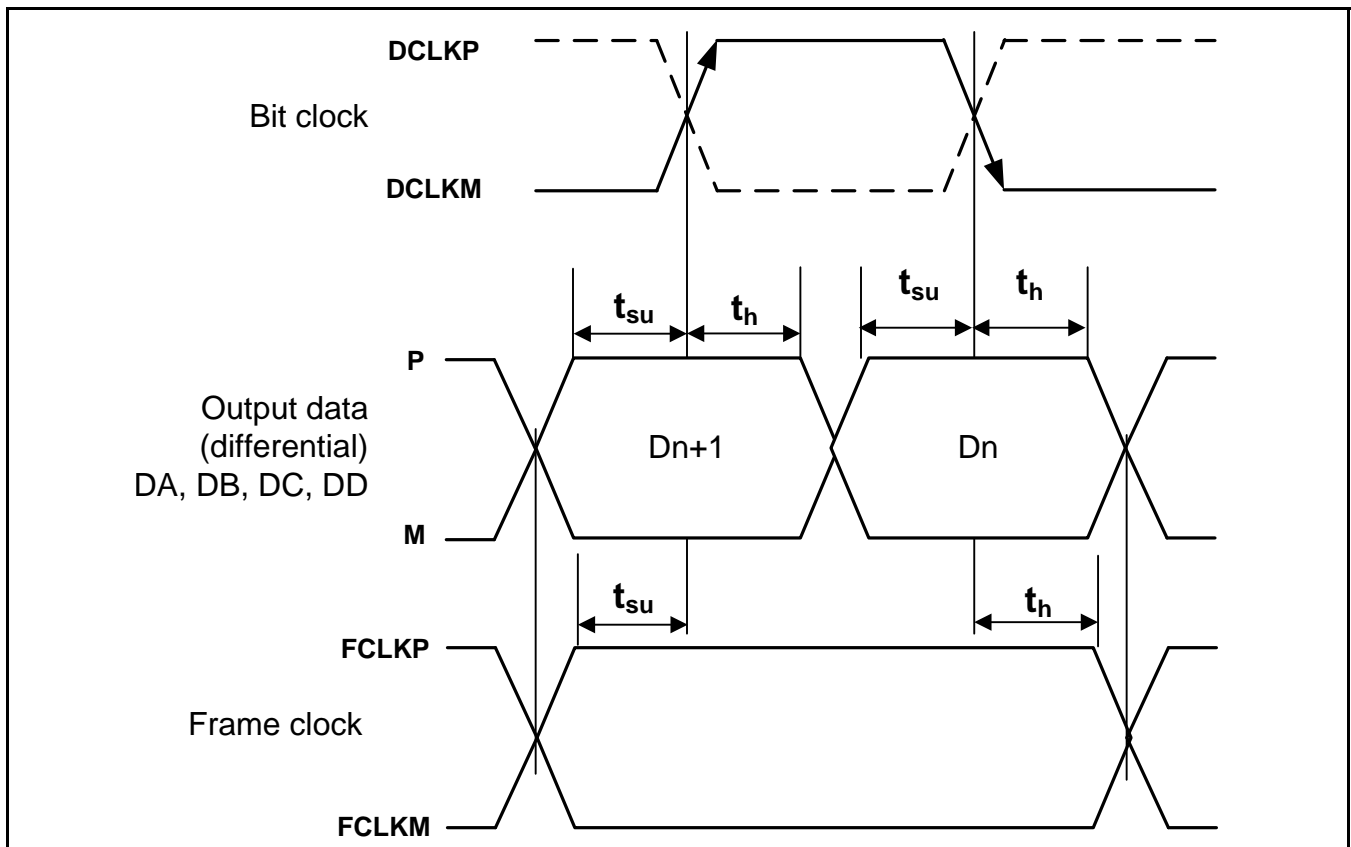 DCLKP
Bit clock
DCLKM
tsu th tsu th
P
Output data
(differential)
DA, DB, DC, DD
Dn+1 Dn
M
tsu th
FCLKP
Frame clock
FCLKM